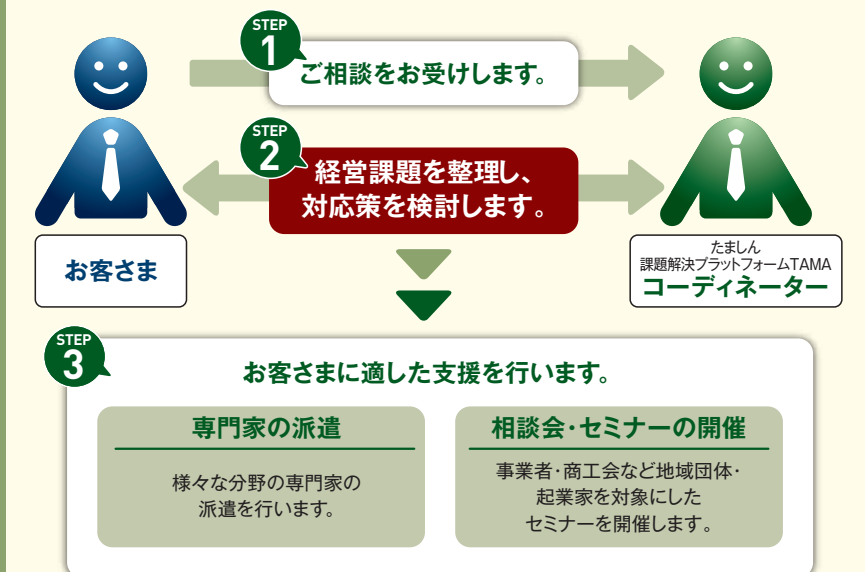 STEP
1
ご相談をお受けします。
STEP
2
経営課題を整理し、
対応策を検討します。
お客さま
たましん
課題解決プラットフォームTAMA
コーディネーター
STEP
3
お客さまに適した支援を行います。
専門家の派遣
様々な分野の専門家の
派遣を行います。
相談会・セミナーの開催
事業者・商工会など地域団体・
起業家を対象にした
セミナーを開催します。